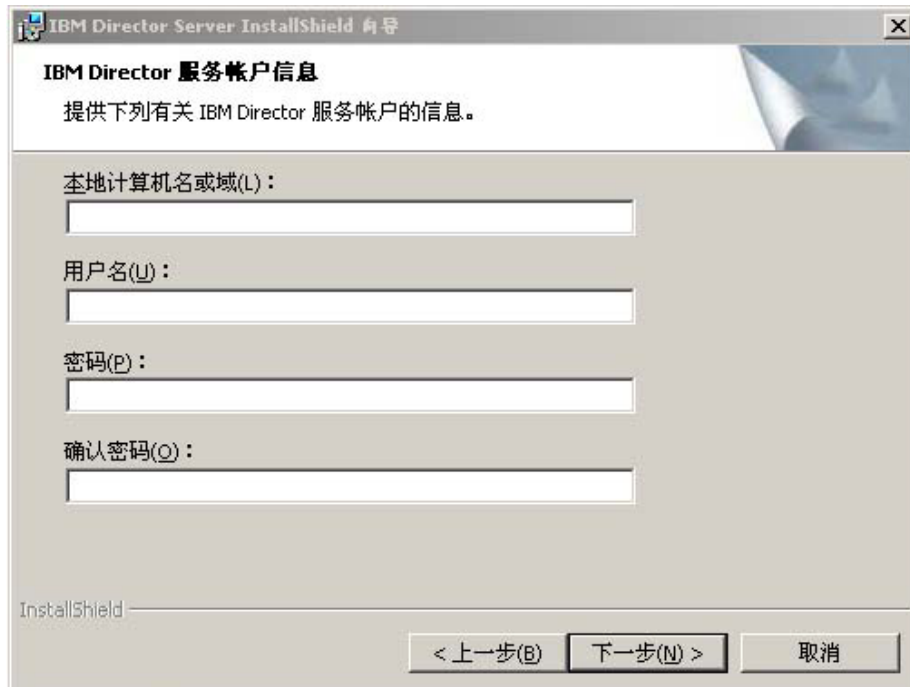 IBM Director Server InstallShield 向导
IBM Director 服务帐户信息
提供下列有关 IBM Director 服务帐户的信息。
本地计算机名或域(L)：
用户名(U)：
密码(P)：
确认密码(O)：
InstallShield
< 上一步(B)
下一步(N) >
取消